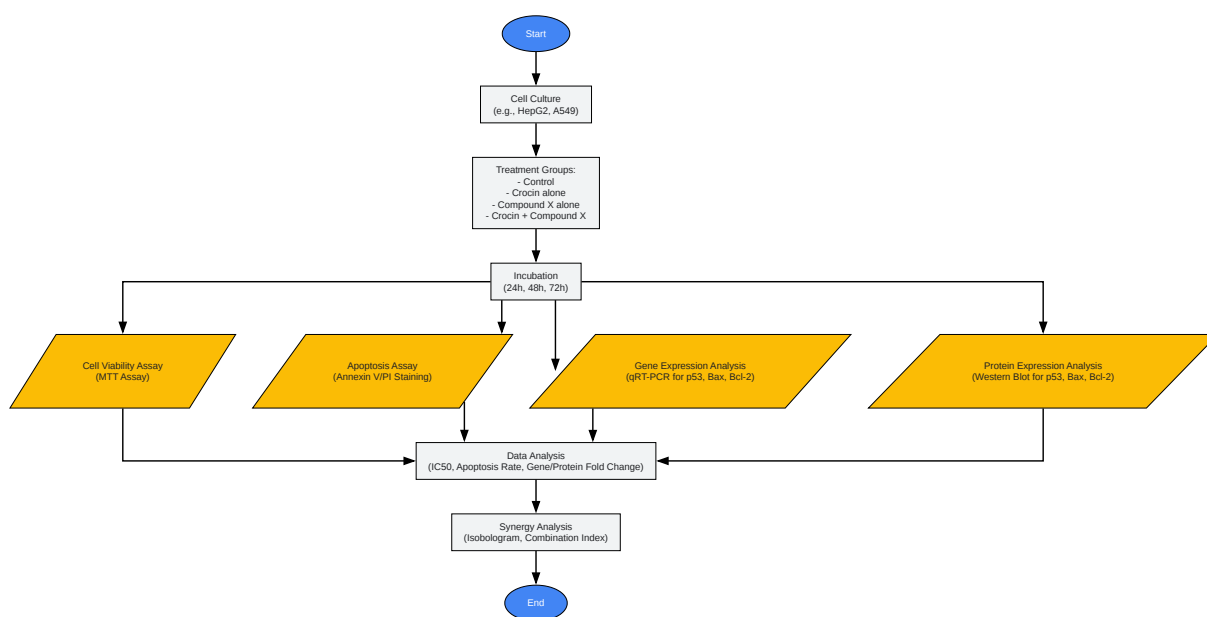 Start
Cell Culture
(e.g., HepG2, A549)
Treatment Groups:
- Control
- Crocin alone
- Compound X alone
- Crocin + Compound X
Incubation
(24h, 48h, 72h)
Cell Viability Assay
(MTT Assay)
Apoptosis Assay
(Annexin V/PI Staining)
Gene Expression Analysis
(qRT-PCR for p53, Bax, Bcl-2)
Protein Expression Analysis
(Western Blot for p53, Bax, Bcl-2)
Data Analysis
(IC50, Apoptosis Rate, Gene/Protein Fold Change)
Synergy Analysis
(Isobologram, Combination Index)
End